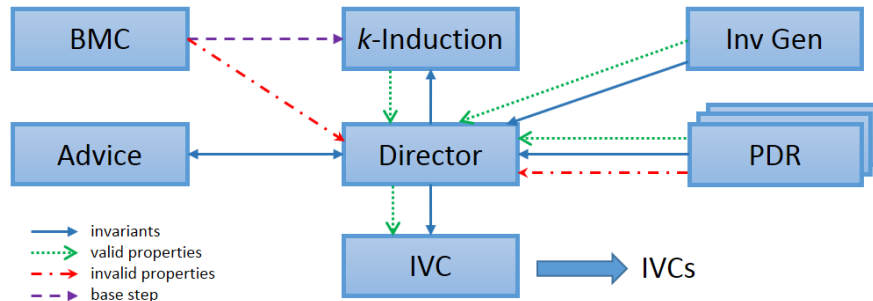 BMC
k-Induction
Inv Gen
Advice
Director
PDR
invariants
valid properties
invalid properties
base step
IVC
IVCs